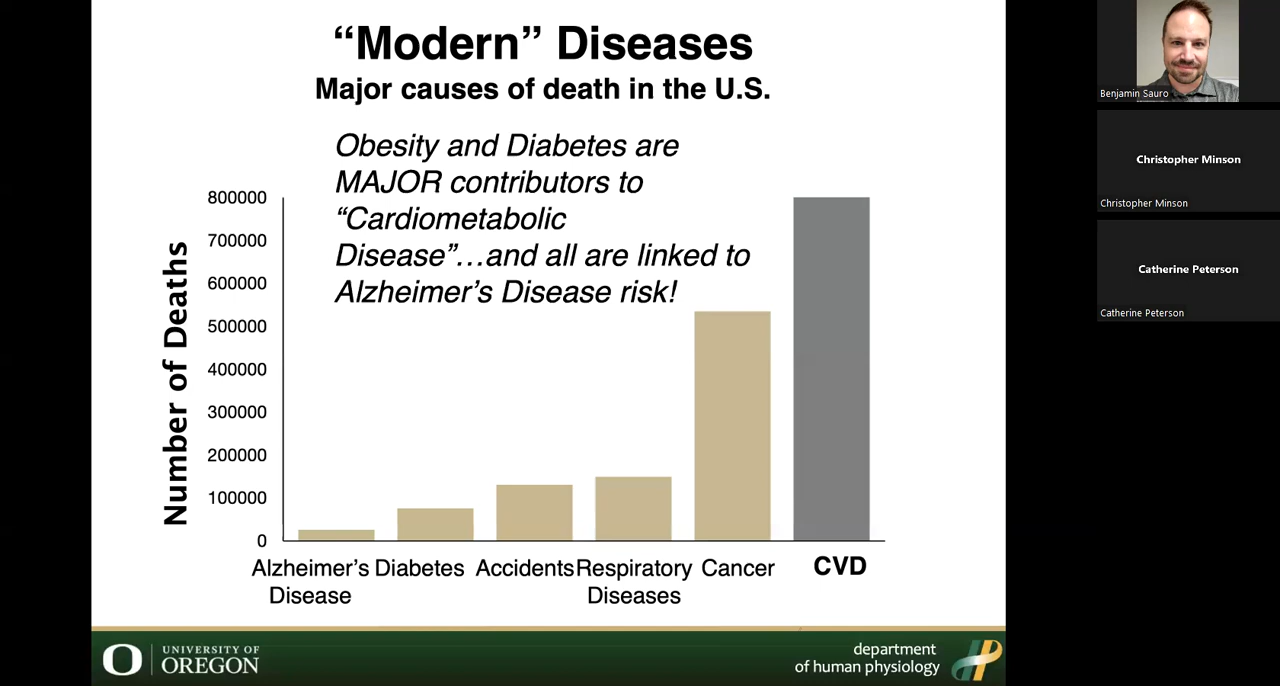 “Modern” Diseases
Major causes of death in the U.S.
Obesity and Diabetes are
MAJOR contributors to
“Cardiometabolic
Disease”…and all are linked to
Alzheimer’s Disease risk!
Number of Deaths
800000
700000
600000
500000
400000
300000
200000
100000
0
Alzheimer’s
Disease
Diabetes
Accidents
Respiratory
Diseases
Cancer
CVD
O
UNIVERSITY OF
OREGON
department
of human physiology
Benjamin Sauro
Christopher Minson
Christopher Minson
Catherine Peterson
Catherine Peterson